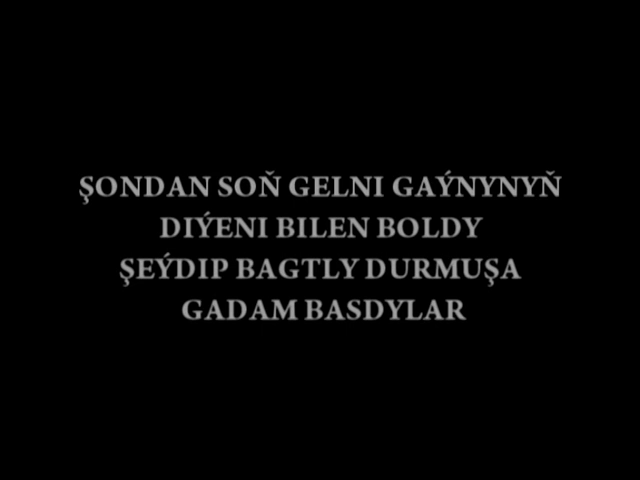 ŞONDAN SOŇ GELNI GAÝNYNYŇ
DIÝENI BILEN BOLDY
ŞEÝDIP BAGTLY DURMUŞA
GADAM BASDYLAR